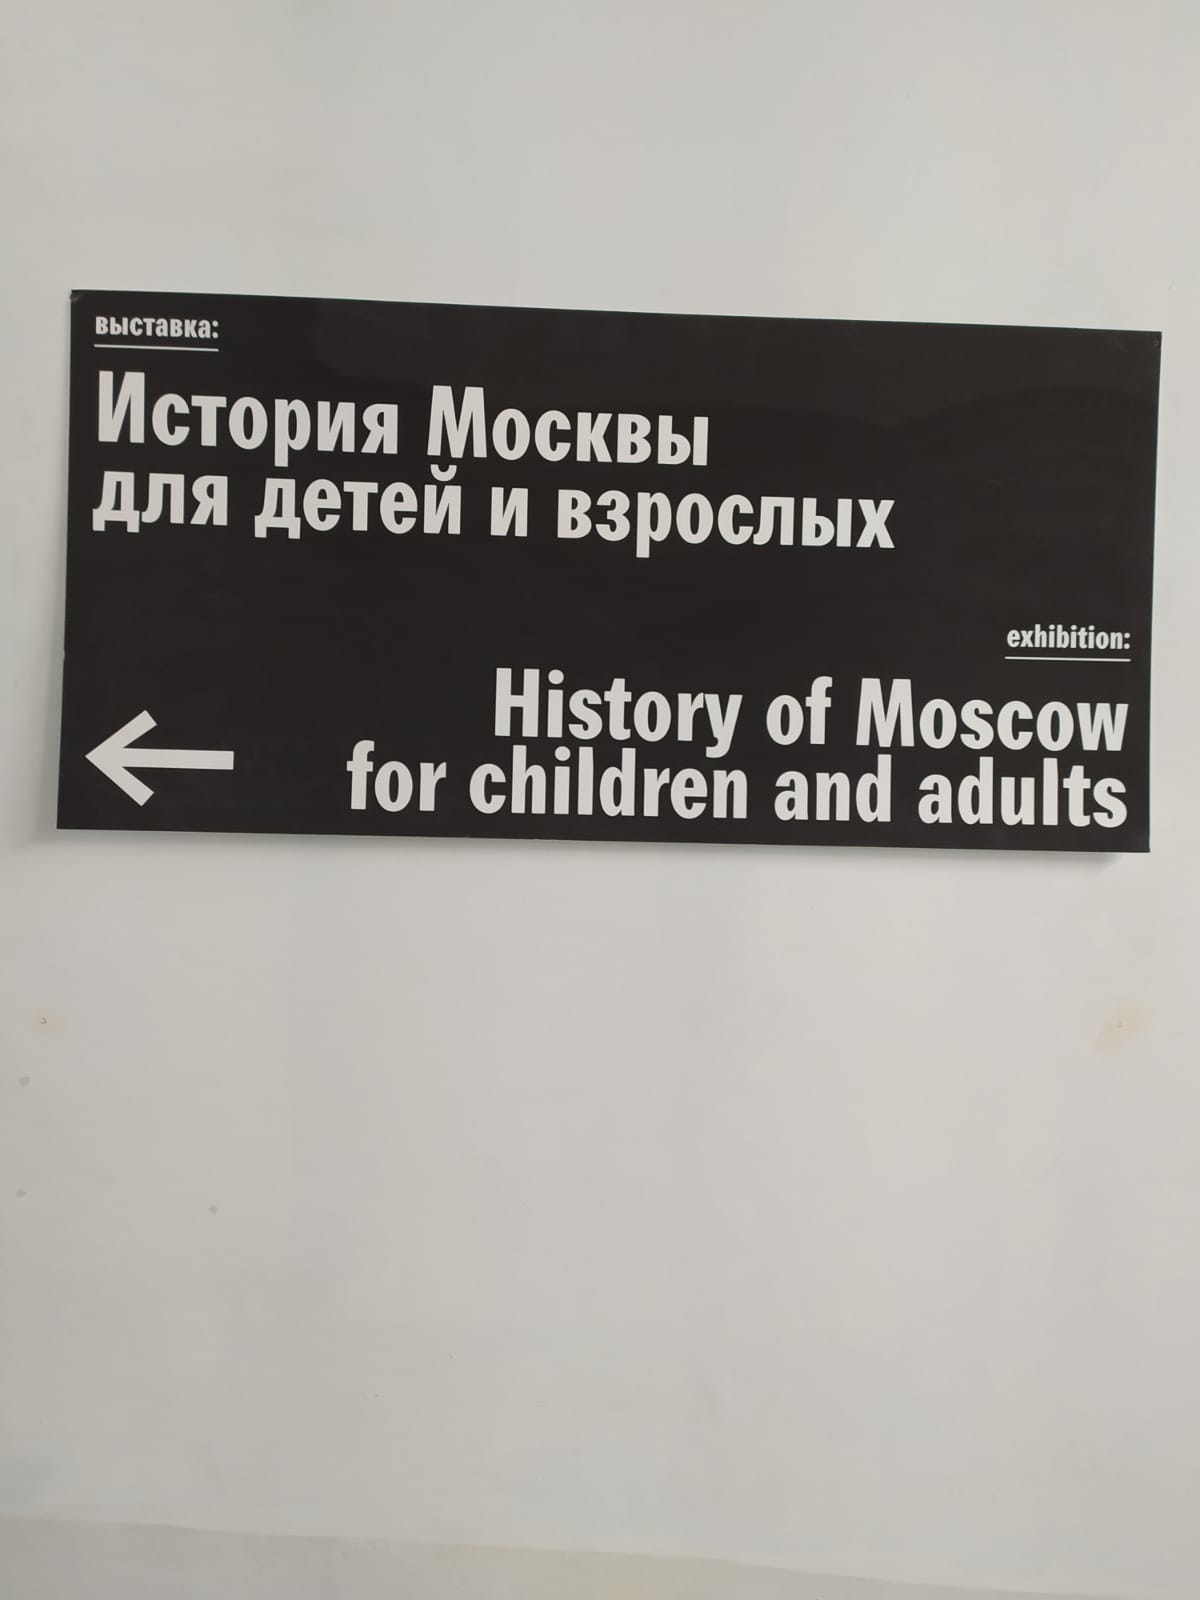 выставка:
История Москвы
для детей и взрослых
exhibition:
History of Moscow
for children and adults